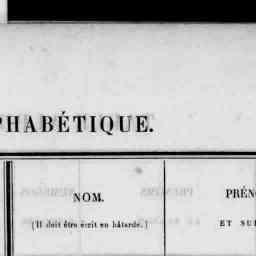 PHABÉTIQUE.
NOM.
(Il doit être écrit en bâtarde.)
PRÉN
ET SU